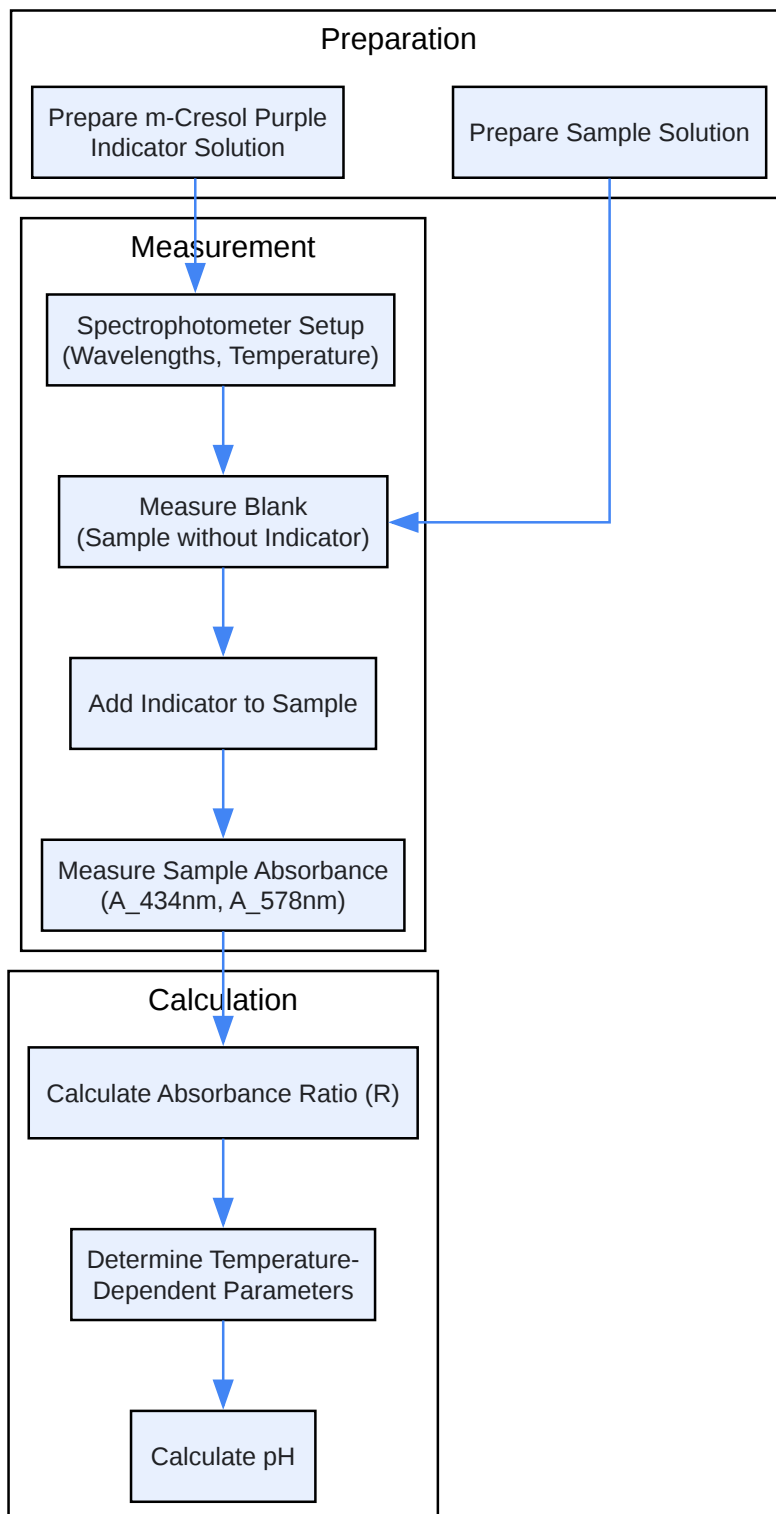 Preparation
Prepare m-Cresol Purple
Indicator Solution
Prepare Sample Solution
Measurement
Spectrophotometer Setup
(Wavelengths, Temperature)
Measure Blank
(Sample without Indicator)
Add Indicator to Sample
Measure Sample Absorbance
(A_434nm, A_578nm)
Calculation
Calculate Absorbance Ratio (R)
Determine Temperature-
Dependent Parameters
Calculate pH